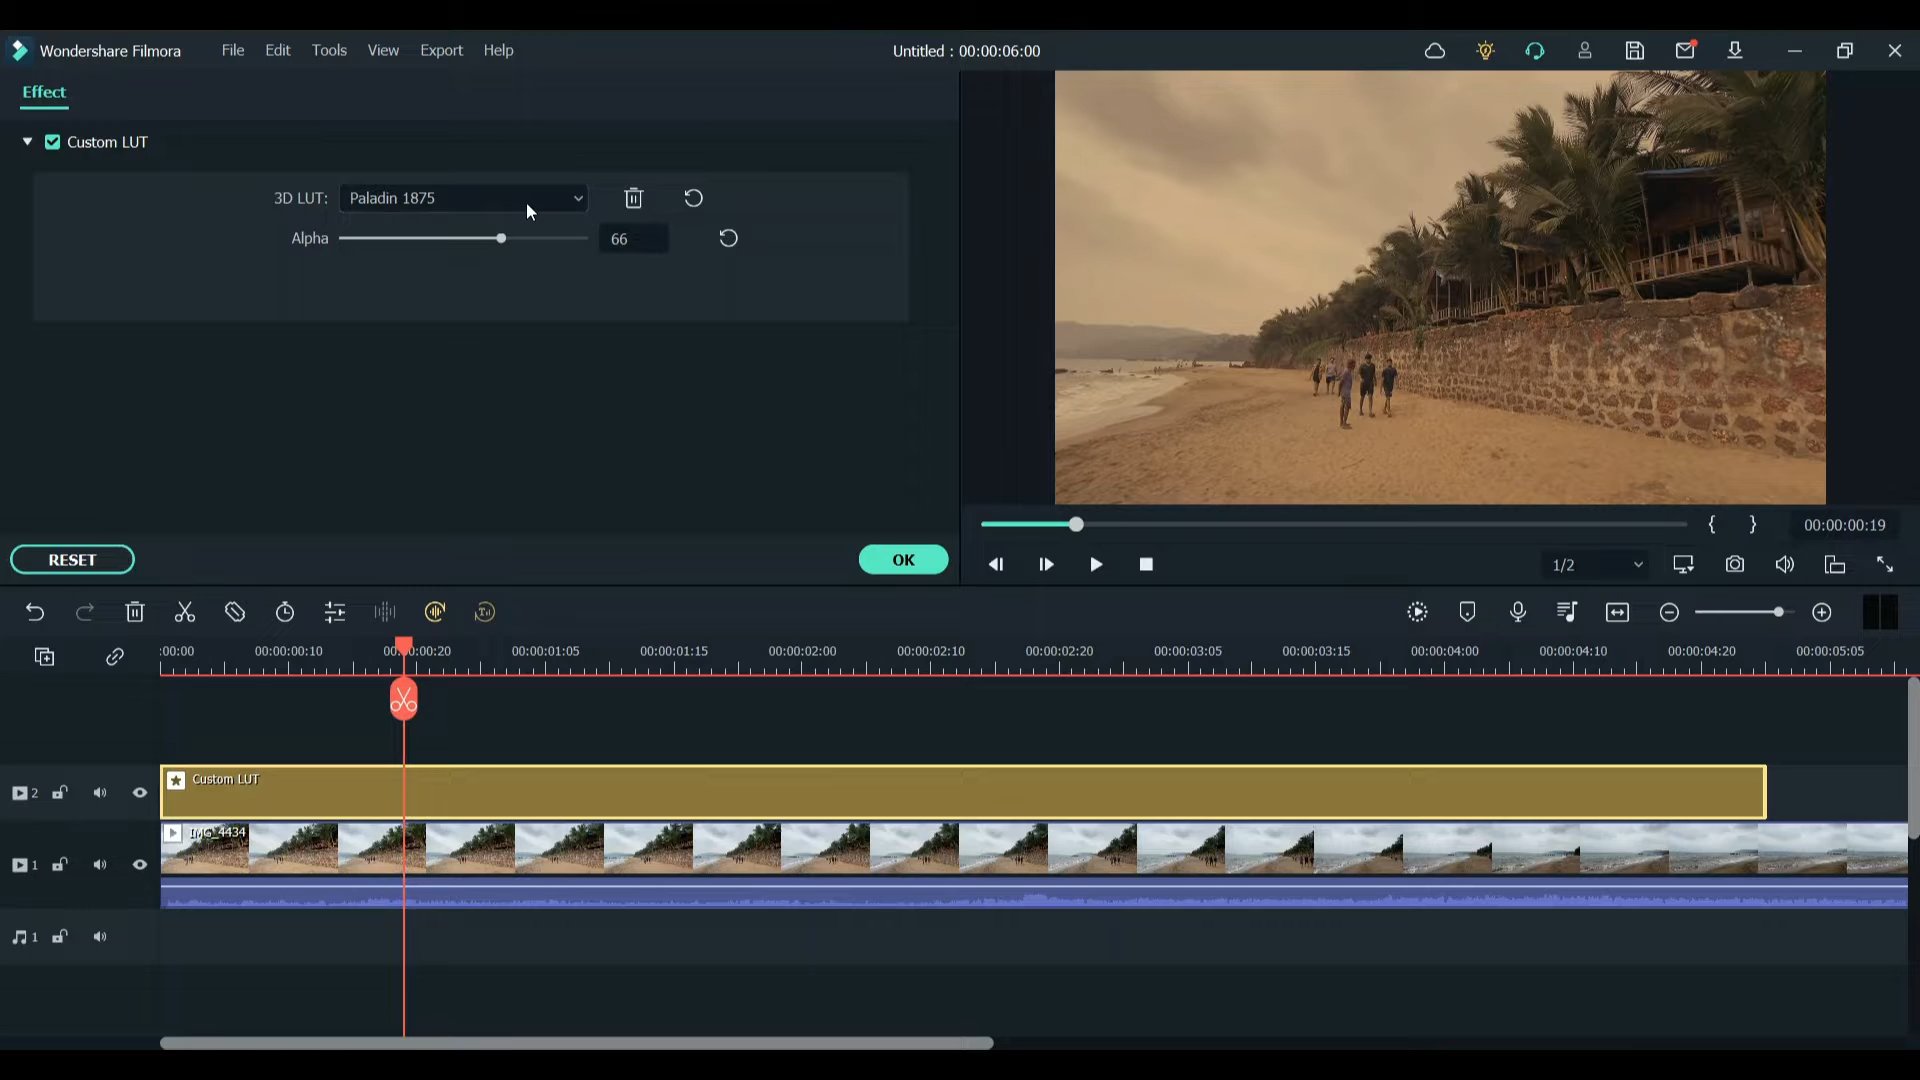 Wondershare Filmora File Edit Tools View Export Help Untitled : 00:00:06:00
Effect
Custom LUT
3D LUT: Paladin 1875
Alpha 66
{ } 00:00:00:19
RESET OK
1/2
:00:00 00:00:00:10 00:00:00:20 00:00:01:05 00:00:01:15 00:00:02:00 00:00:02:10 00:00:02:20 00:00:03:05 00:00:03:15 00:00:04:00 00:00:04:10 00:00:04:20 00:00:05:05
Custom LUT
2
IMG_4434
1
1